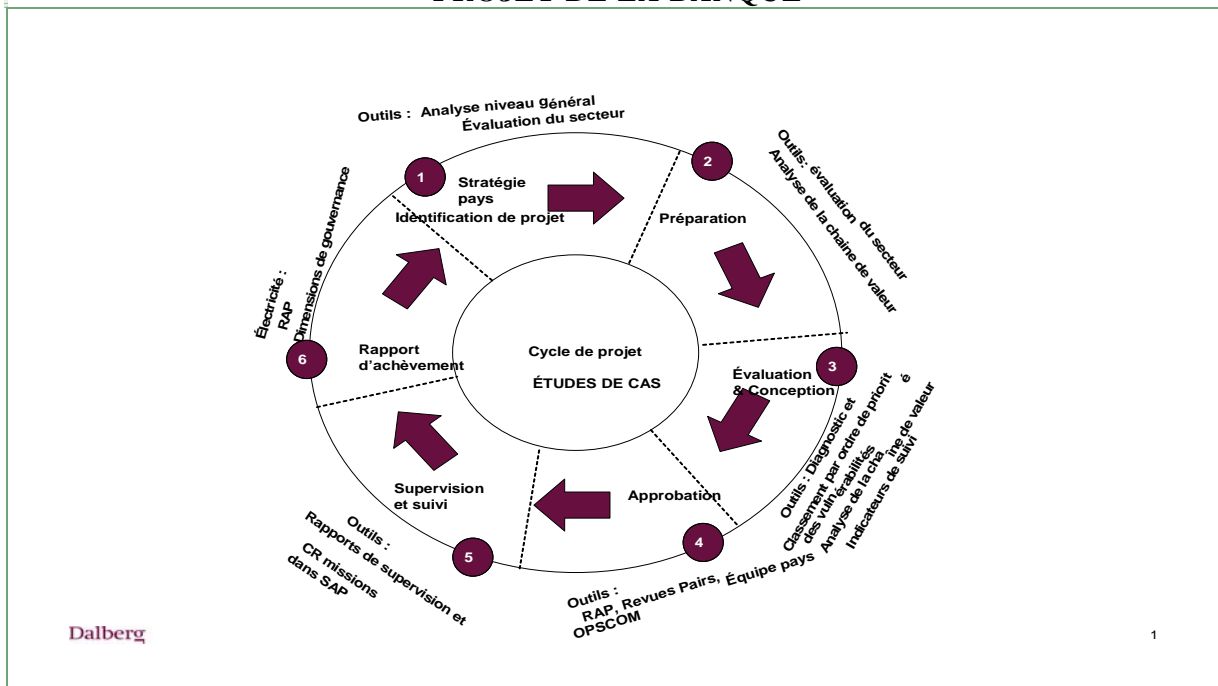 PROJET DE LA BANQUE
Outils : Analyse niveau général
Évaluation du secteur
1
Stratégie
pays
Identification de projet
2
Outils: évaluation du secteur
Analyse de la chaine de valeur
Préparation
3
Évaluation
& Conception
Outils : Diagnostic et
Classement par ordre de priorité
des vulnérabilités
Analyse de la chaîne de valeur
Indicateurs de suivi
4
Approbation
Outils :
RAP, Revues Pairs, Équipe pays
OPSCOM
5
Supervision
et suivi
Outils :
Rapports de supervision et
CR missions
dans SAP
6
Rapport
d'achèvement
Électricité :
RAP
Dimensions de gouvernance
Cycle de projet
ÉTUDES DE CAS
Dalberg
1